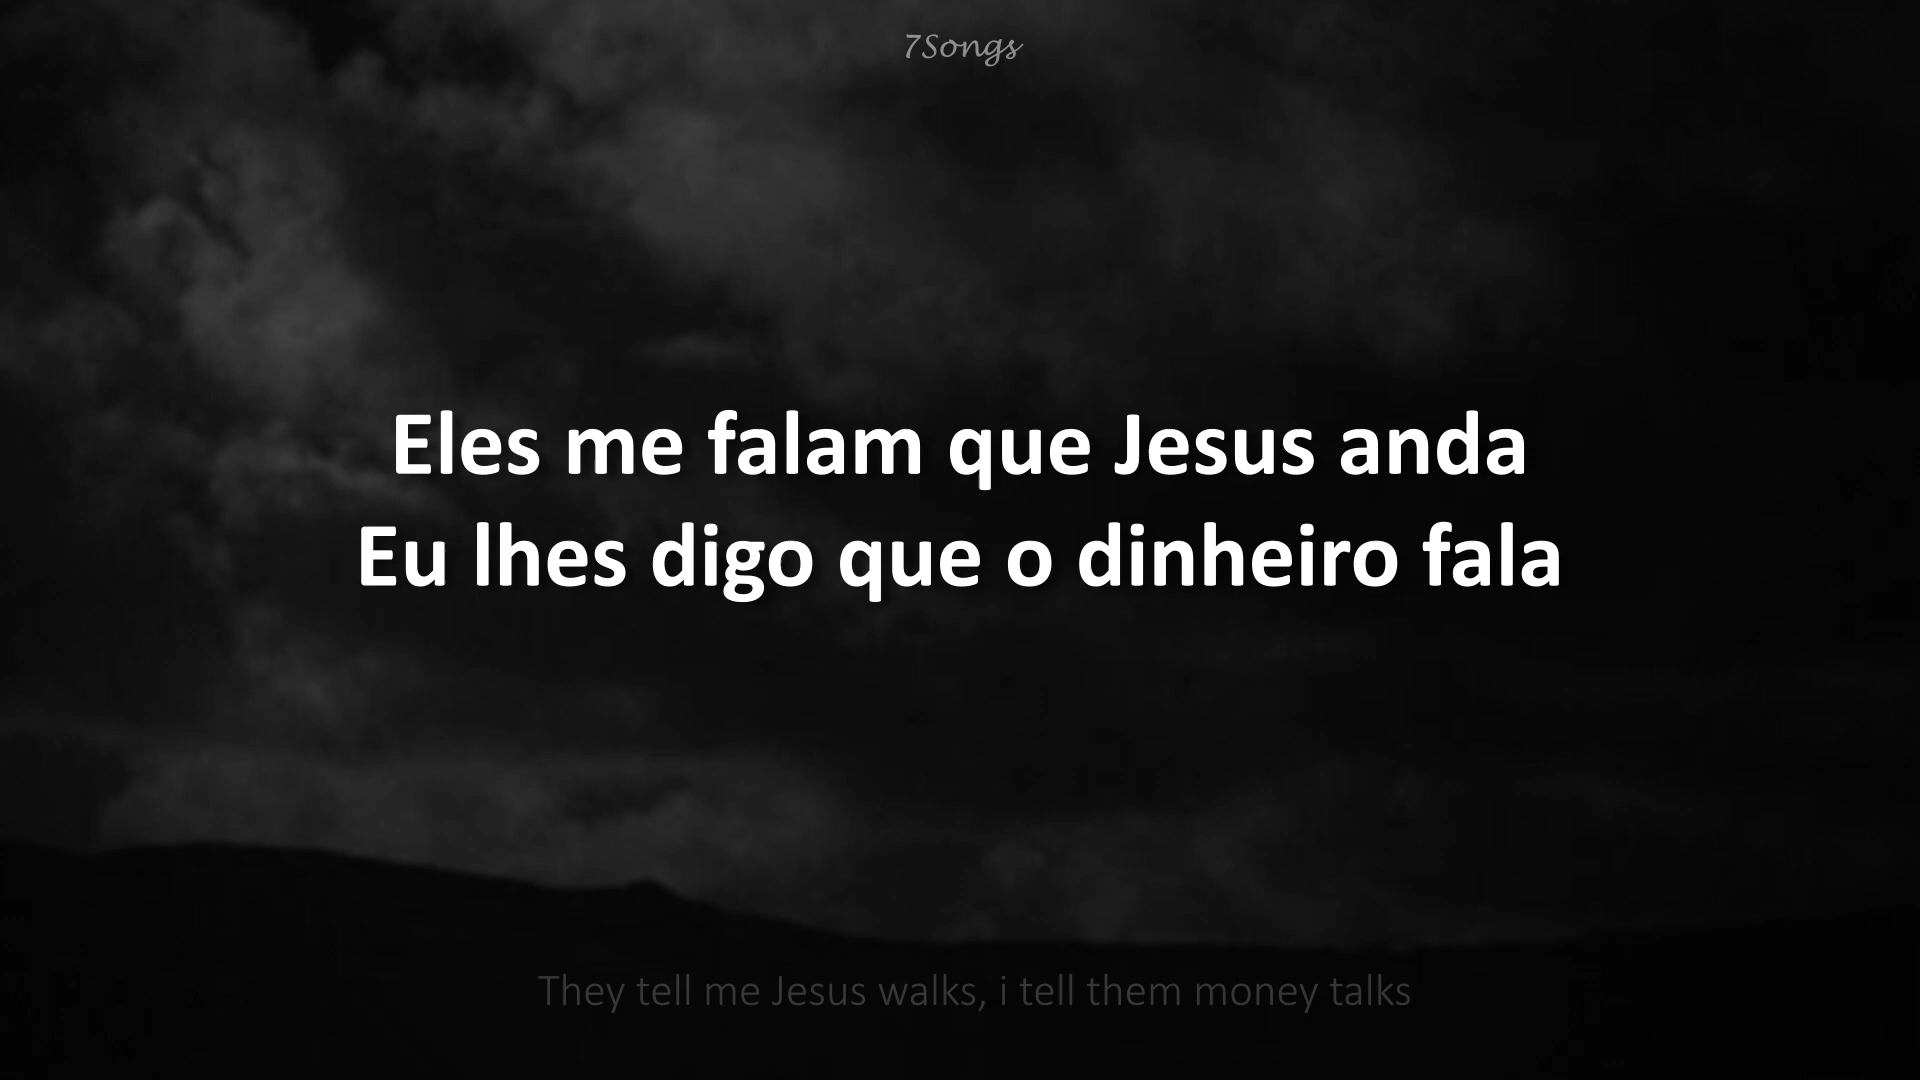 7Songs
Eles me falam que Jesus anda
Eu lhes digo que o dinheiro fala
They tell me Jesus walks, i tell them money talks